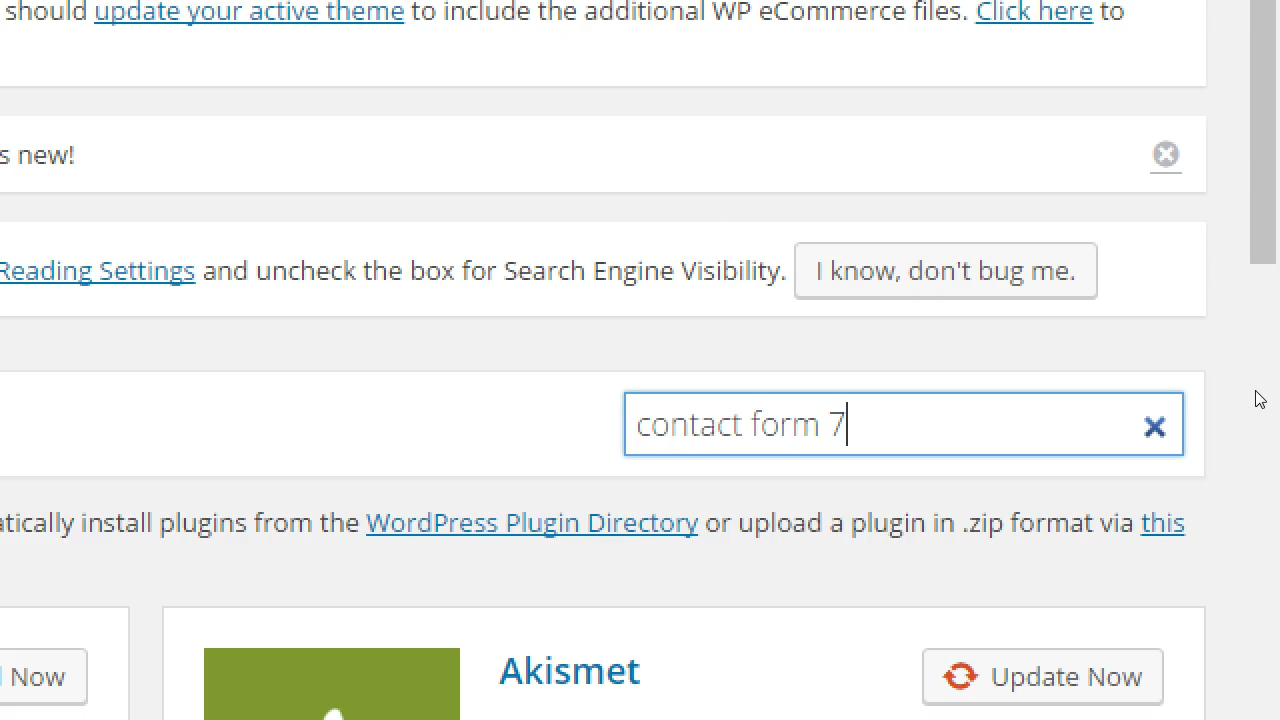 should update your active theme to include the additional WP eCommerce files. Click here to
s new!
Reading Settings and uncheck the box for Search Engine Visibility. I know, don't bug me.
contact form 7
atically install plugins from the WordPress Plugin Directory or upload a plugin in .zip format via this
Now
Akismet
Update Now